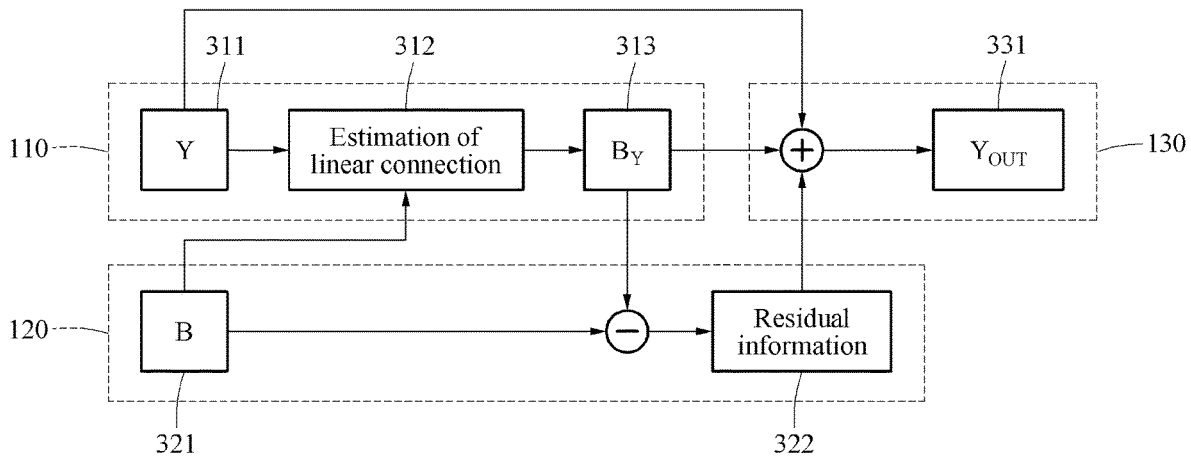 311
312
313
331
110
Y
Estimation of
linear connection
B_Y
+
Y_OUT
130
120
B
−
Residual
information
321
322